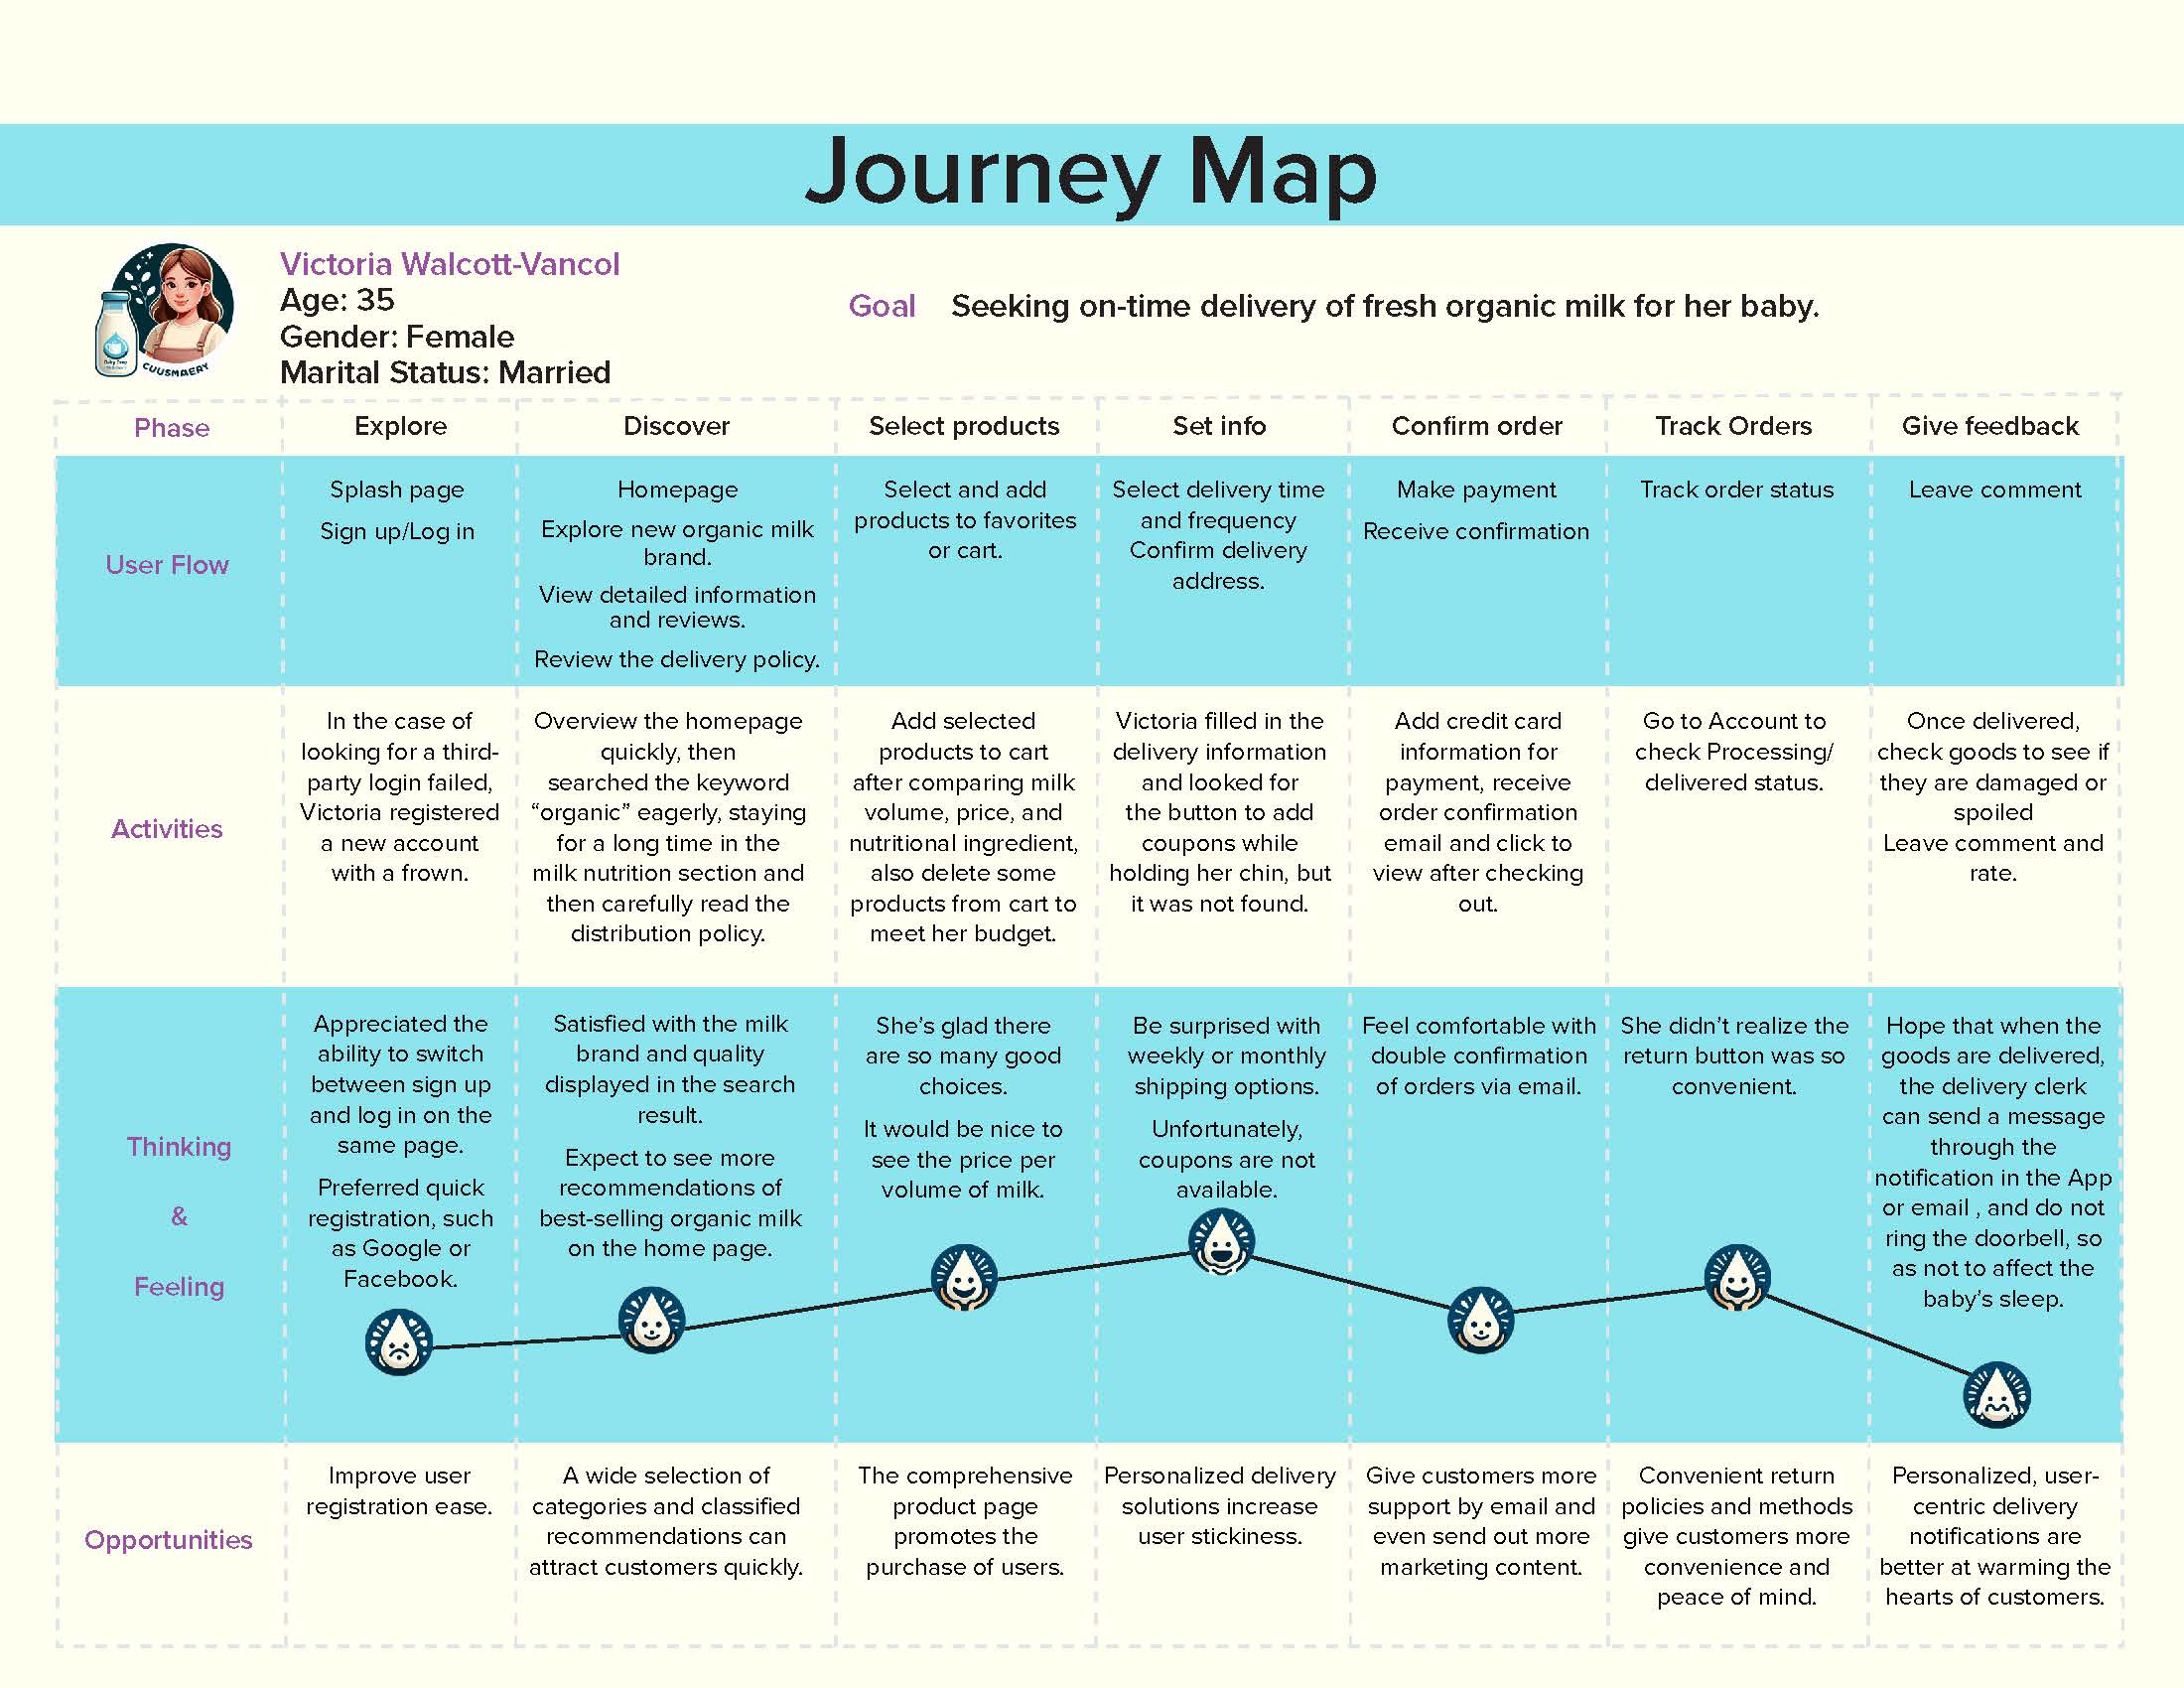 Journey Map
Victoria Walcott-Vancol
Age: 35
Gender: Female
Marital Status: Married
CUUSMAERY
Goal
Seeking on-time delivery of fresh organic milk for her baby.
Phase
Explore
Discover
Select products
Set info
Confirm order
Track Orders
Give feedback
User Flow
Splash page
Sign up/Log in
Homepage
Explore new organic milk
brand.
View detailed information
and reviews.
Review the delivery policy.
Select and add
products to favorites
or cart.
Select delivery time
and frequency
Confirm delivery
address.
Make payment
Receive confirmation
Track order status
Leave comment
Activities
In the case of
looking for a third-
party login failed,
Victoria registered
a new account
with a frown.
Overview the homepage
quickly, then
searched the keyword
“organic” eagerly, staying
for a long time in the
milk nutrition section and
then carefully read the
distribution policy.
Add selected
products to cart
after comparing milk
volume, price, and
nutritional ingredient,
also delete some
products from cart to
meet her budget.
Victoria filled in the
delivery information
and looked for
the button to add
coupons while
holding her chin, but
it was not found.
Add credit card
information for
payment, receive
order confirmation
email and click to
view after checking
out.
Go to Account to
check Processing/
delivered status.
Once delivered,
check goods to see if
they are damaged or
spoiled
Leave comment and
rate.
Thinking
&
Feeling
Appreciated the
ability to switch
between sign up
and log in on the
same page.
Preferred quick
registration, such
as Google or
Facebook.
Satisfied with the milk
brand and quality
displayed in the search
result.
Expect to see more
recommendations of
best-selling organic milk
on the home page.
She’s glad there
are so many good
choices.
It would be nice to
see the price per
volume of milk.
Be surprised with
weekly or monthly
shipping options.
Unfortunately,
coupons are not
available.
Feel comfortable with
double confirmation
of orders via email.
She didn’t realize the
return button was so
convenient.
Hope that when the
goods are delivered,
the delivery clerk
can send a message
through the
notification in the App
or email , and do not
ring the doorbell, so
as not to affect the
baby’s sleep.
Opportunities
Improve user
registration ease.
A wide selection of
categories and classified
recommendations can
attract customers quickly.
The comprehensive
product page
promotes the
purchase of users.
Personalized delivery
solutions increase
user stickiness.
Give customers more
support by email and
even send out more
marketing content.
Convenient return
policies and methods
give customers more
convenience and
peace of mind.
Personalized, user-
centric delivery
notifications are
better at warming the
hearts of customers.